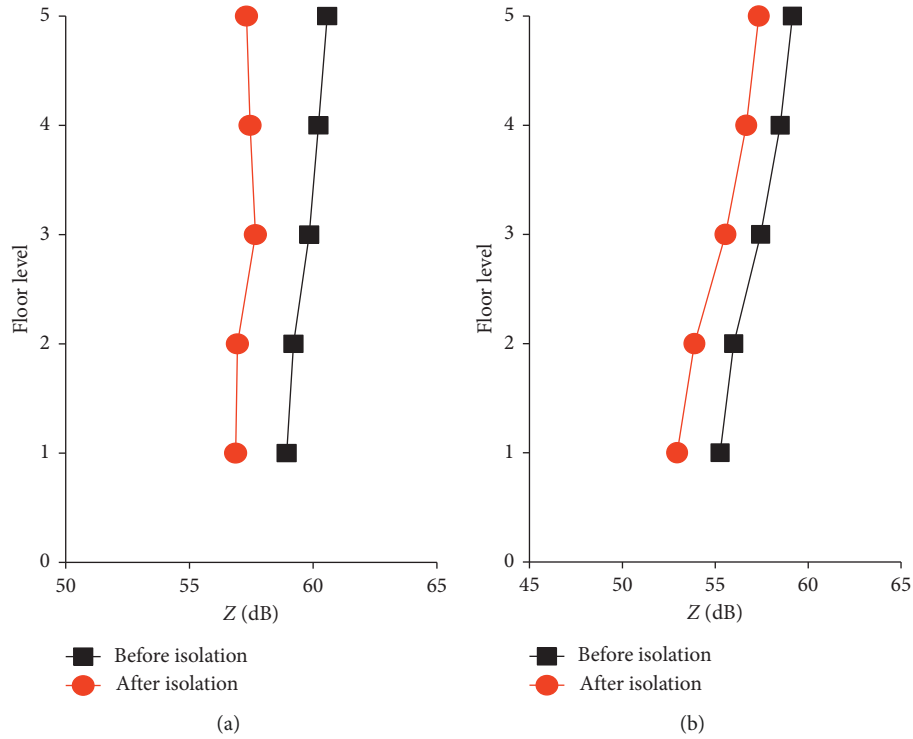 5
4
3
2
1
0
Floor level
50 55 60 65
Z (dB)
Before isolation
After isolation
(a)
5
4
3
2
1
0
Floor level
45 50 55 60 65
Z (dB)
Before isolation
After isolation
(b)